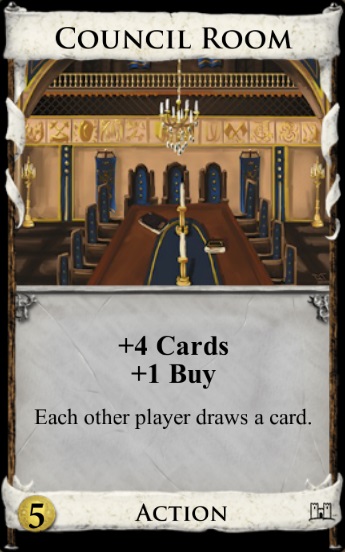 Council Room
+4 Cards
+1 Buy
Each other player draws a card.
5
Action